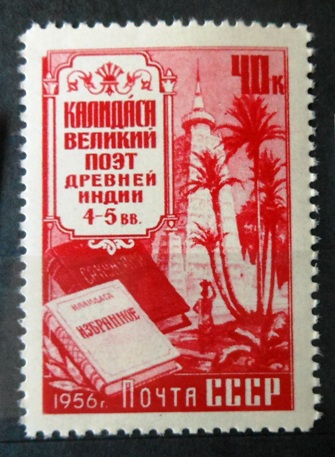 40к
КАЛИДАСА
ВЕЛИКИЙ
ПОЭТ
ДРЕВНЕЙ
ИНДИИ
4-5 вв.
КАЛИДАСА
ИЗБРАННОЕ
1956г. ПОЧТА СССР